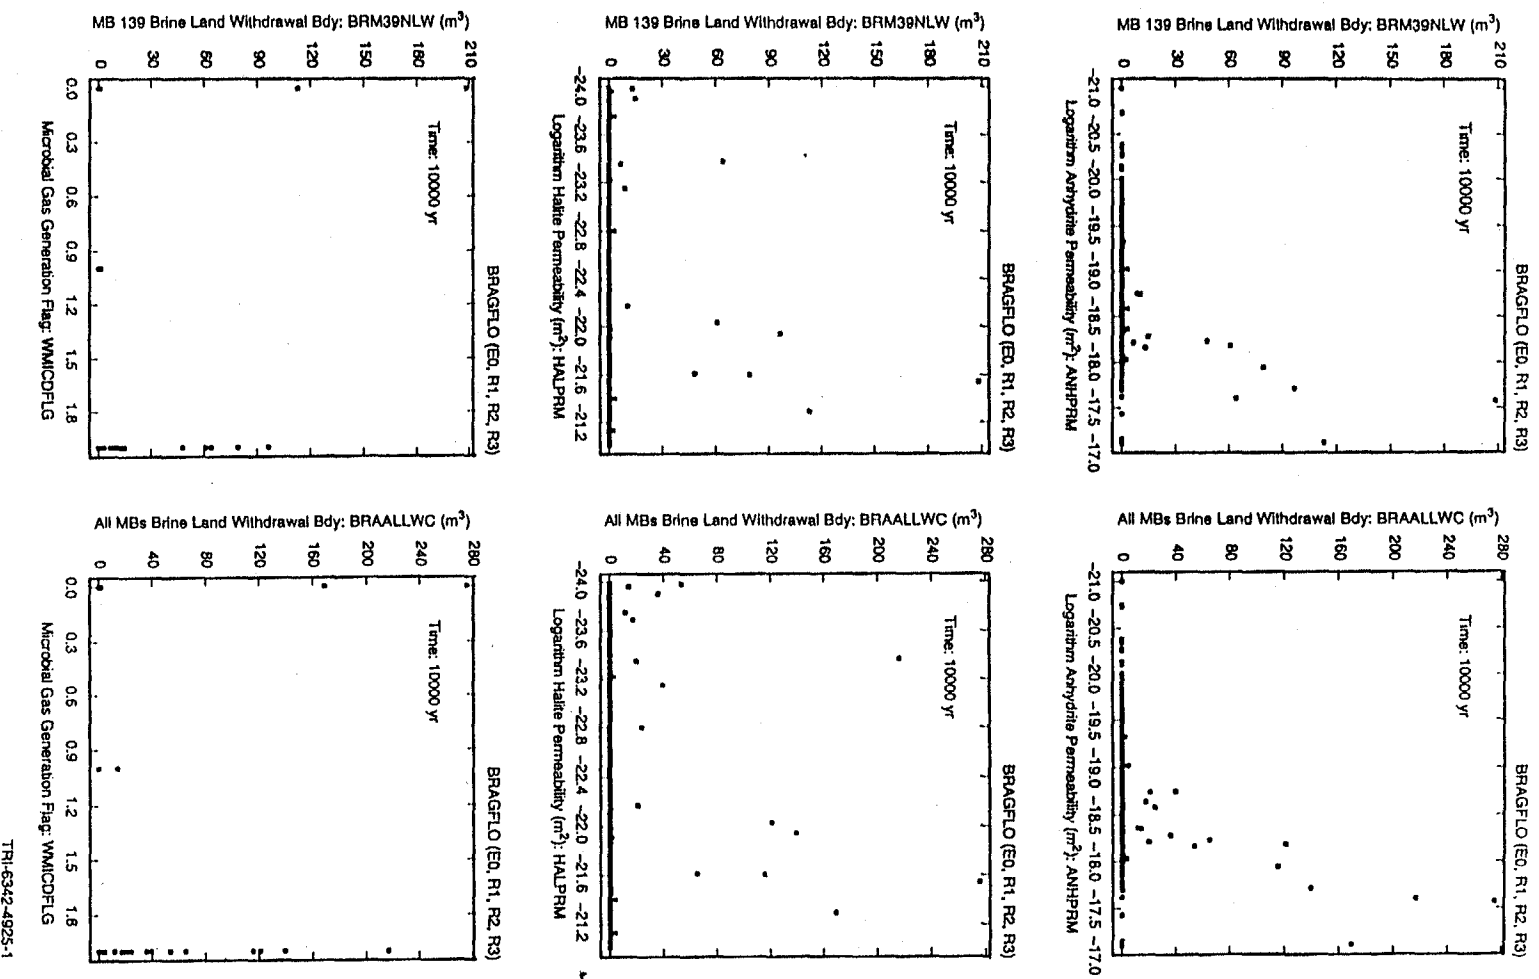 BRAGFLO (E0, R1, R2, R3)
Time: 10000 yr
MB 139 Brine Land Withdrawal Bdy: BRM39NLW (m³)
210
180
150
120
90
60
30
0
-21.0 -20.5 -20.0 -19.5 -19.0 -18.5 -18.0 -17.5 -17.0
Logarithm Anhydrite Permeability (m²): ANHPRM
BRAGFLO (E0, R1, R2, R3)
Time: 10000 yr
All MBs Brine Land Withdrawal Bdy: BRAALLWC (m³)
280
240
200
160
120
80
40
0
-21.0 -20.5 -20.0 -19.5 -19.0 -18.5 -18.0 -17.5 -17.0
Logarithm Anhydrite Permeability (m²): ANHPRM
BRAGFLO (E0, R1, R2, R3)
Time: 10000 yr
MB 139 Brine Land Withdrawal Bdy: BRM39NLW (m³)
210
180
150
120
90
60
30
0
-24.0 -23.6 -23.2 -22.8 -22.4 -22.0 -21.6 -21.2
Logarithm Halite Permeability (m²): HALPRM
BRAGFLO (E0, R1, R2, R3)
Time: 10000 yr
All MBs Brine Land Withdrawal Bdy: BRAALLWC (m³)
280
240
200
160
120
80
40
0
-24.0 -23.6 -23.2 -22.8 -22.4 -22.0 -21.6 -21.2
Logarithm Halite Permeability (m²): HALPRM
BRAGFLO (E0, R1, R2, R3)
Time: 10000 yr
MB 139 Brine Land Withdrawal Bdy: BRM39NLW (m³)
210
180
150
120
90
60
30
0
0.0 0.3 0.6 0.9 1.2 1.5 1.8
Microbial Gas Generation Flag: WMICDFLG
BRAGFLO (E0, R1, R2, R3)
Time: 10000 yr
All MBs Brine Land Withdrawal Bdy: BRAALLWC (m³)
280
240
200
160
120
80
40
0
0.0 0.3 0.6 0.9 1.2 1.5 1.8
Microbial Gas Generation Flag: WMICDFLG
TRI-6342-4925-1